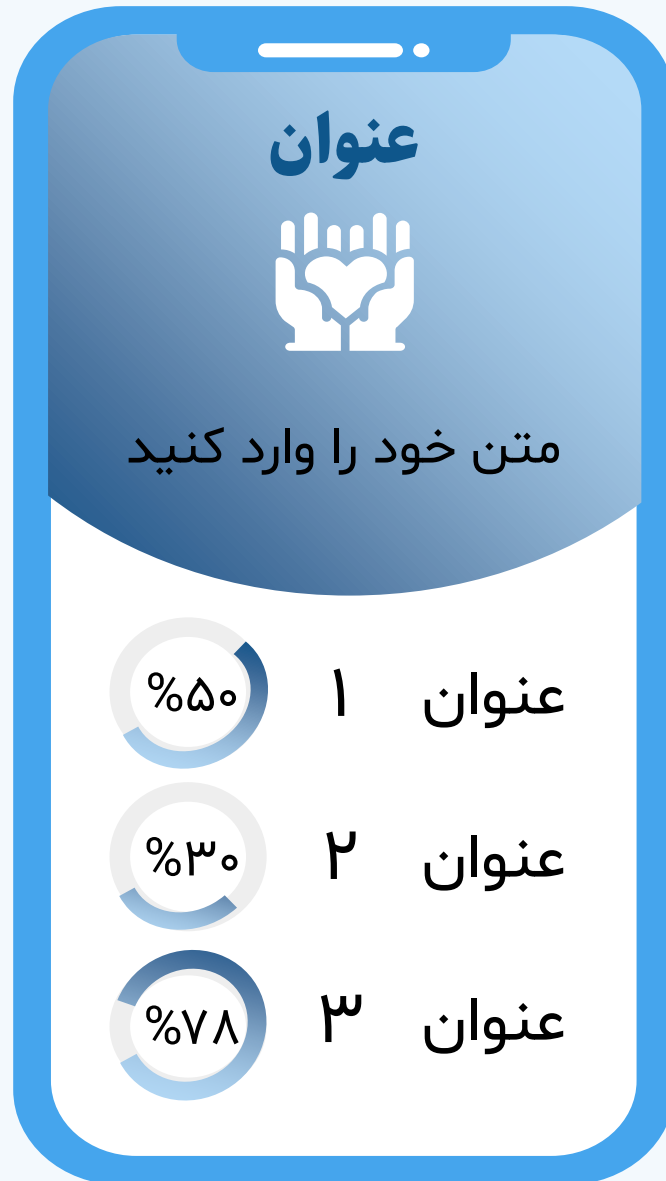 عنوان
متن خود را وارد کنید
عنوان ۱ %۵۰
عنوان ۲ %۳۰
عنوان ۳ %۷۸